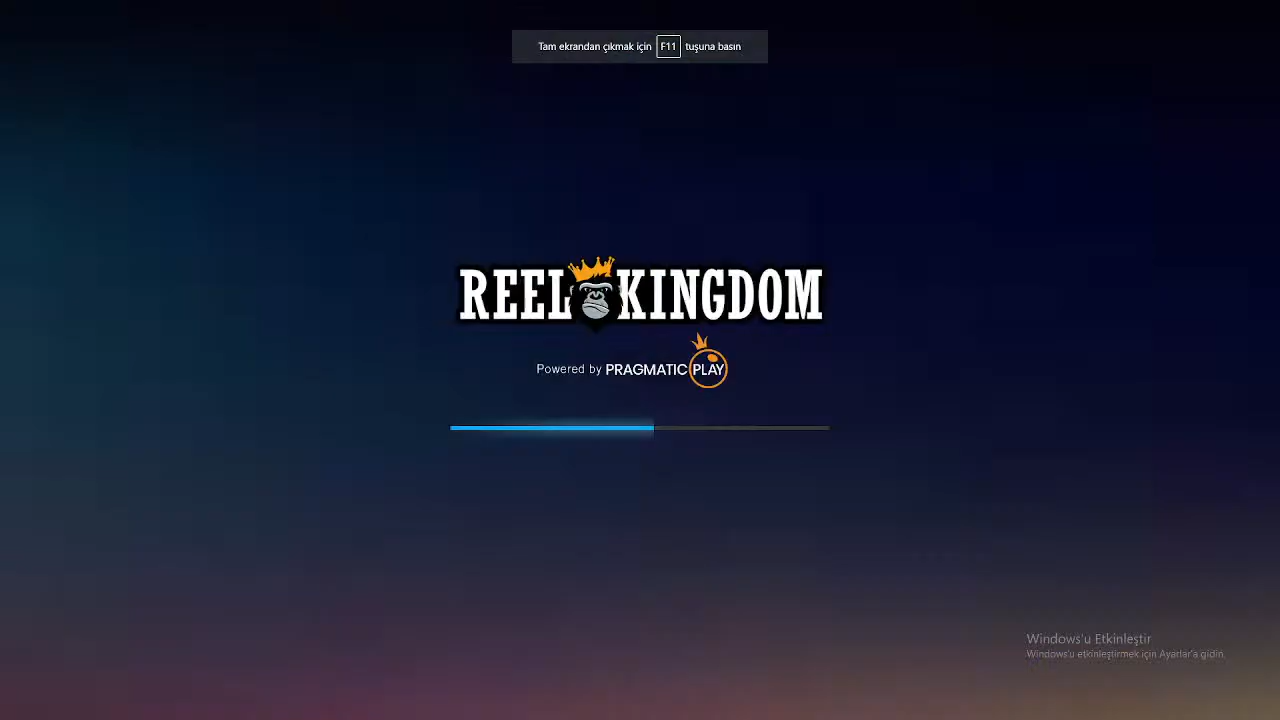 Tam ekrandan çıkmak için F11 tuşuna basın
REEL KINGDOM
Powered by PRAGMATIC PLAY
Windows'u Etkinleştir
Windows'u etkinleştirmek için Ayarlar'a gidin.